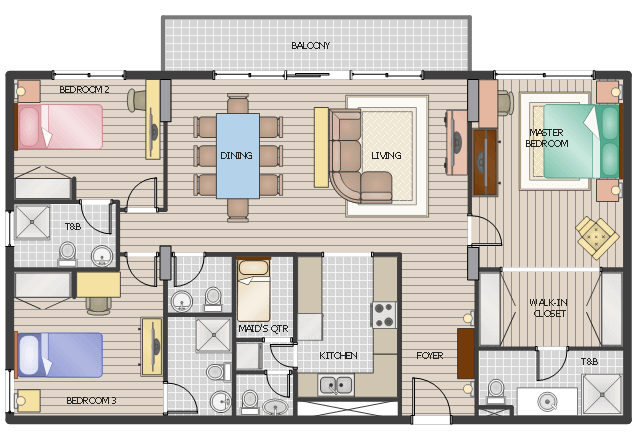 BALCONY
BEDROOM 2
DINING
LIVING
MASTER
BEDROOM
T&B
WALK-IN
CLOSET
MAID'S QTR
KITCHEN
FOYER
T&B
BEDROOM 3